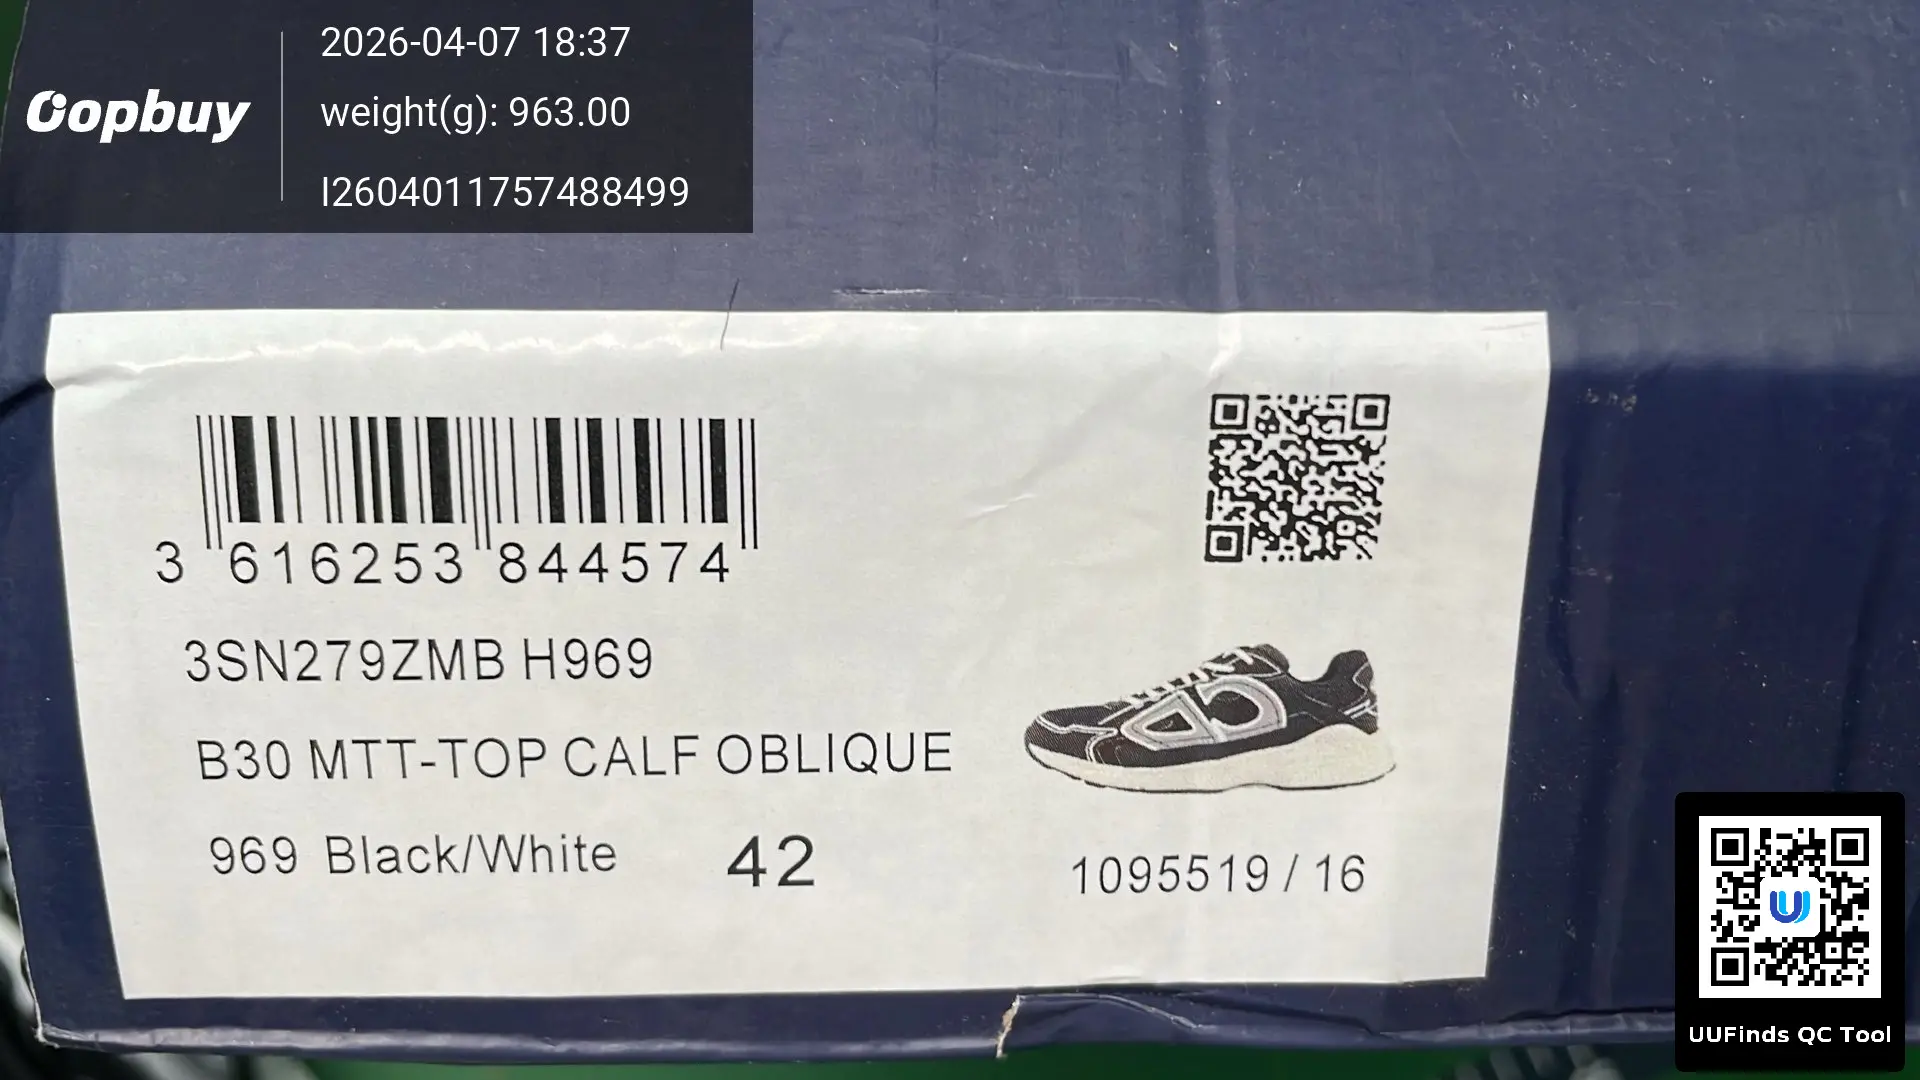 Oopbuy
2026-04-07 18:37
weight(g): 963.00
I2604011757488499
3 616253 844574
3SN279ZMB H969
B30 MTT-TOP CALF OBLIQUE
969 Black/White 42
1095519 / 16
UUFinds QC Tool